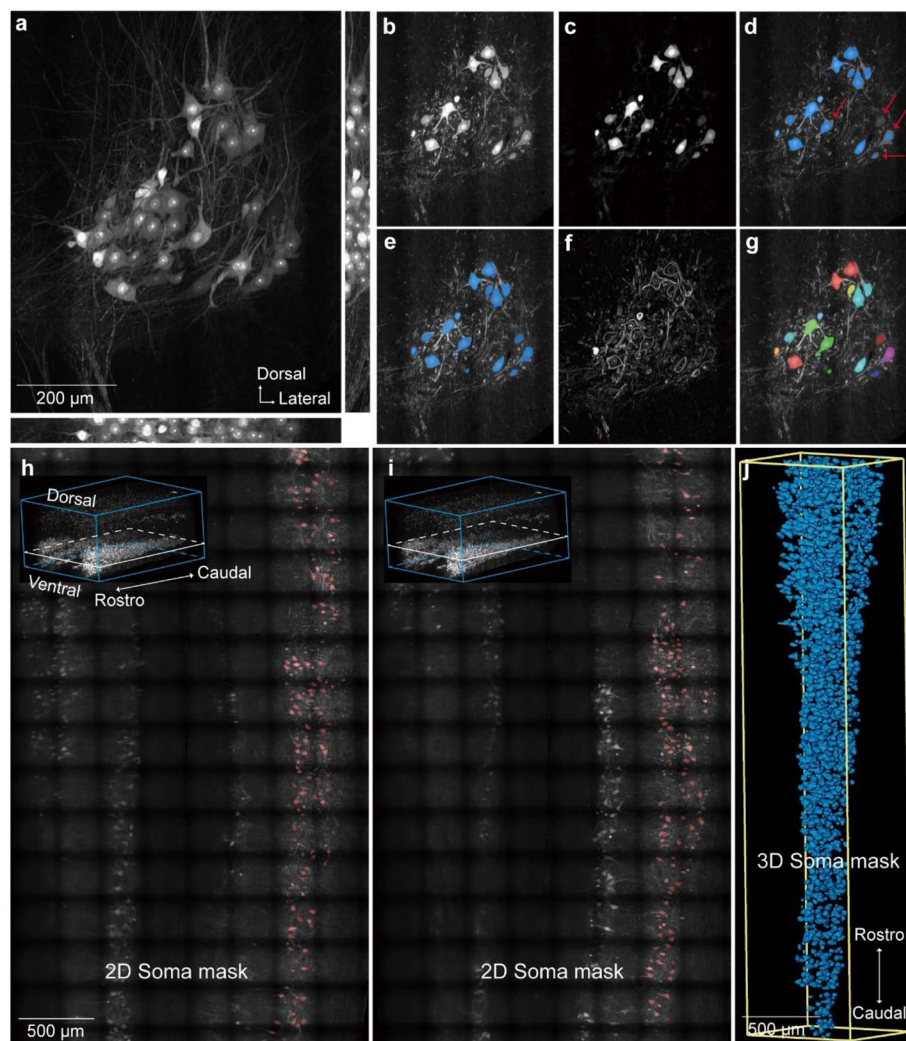 a
Dorsal
Lateral
200 μm
b
c
d
e
f
g
h
Dorsal
Ventral
Rostro
Caudal
2D Soma mask
500 μm
i
2D Soma mask
j
3D Soma mask
Rostro
Caudal
500 μm